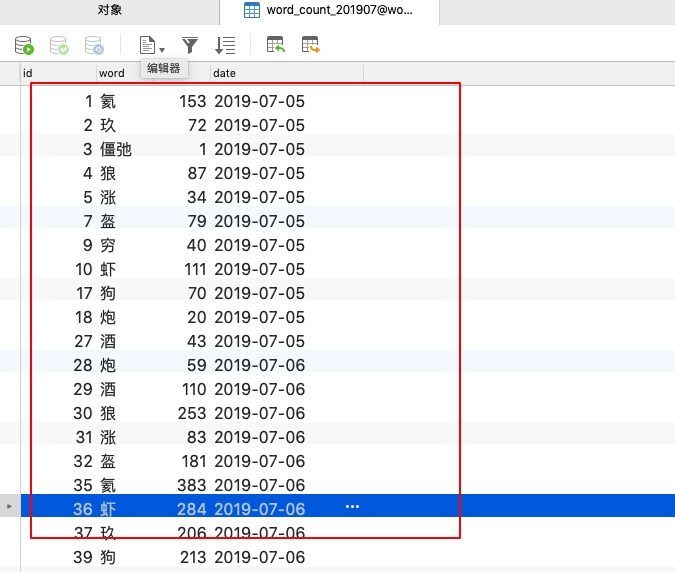 对象 word_count_201907@wo...
编辑器
id word date
1 氦 153 2019-07-05
2 玖 72 2019-07-05
3 僵弛 1 2019-07-05
4 狼 87 2019-07-05
5 涨 34 2019-07-05
7 盔 79 2019-07-05
9 穷 40 2019-07-05
10 虾 111 2019-07-05
17 狗 70 2019-07-05
18 炮 20 2019-07-05
27 酒 43 2019-07-05
28 炮 59 2019-07-06
29 酒 110 2019-07-06
30 狼 253 2019-07-06
31 涨 83 2019-07-06
32 盔 181 2019-07-06
35 氦 383 2019-07-06
36 虾 284 2019-07-06 ...
37 玖 206 2019-07-06
39 狗 213 2019-07-06